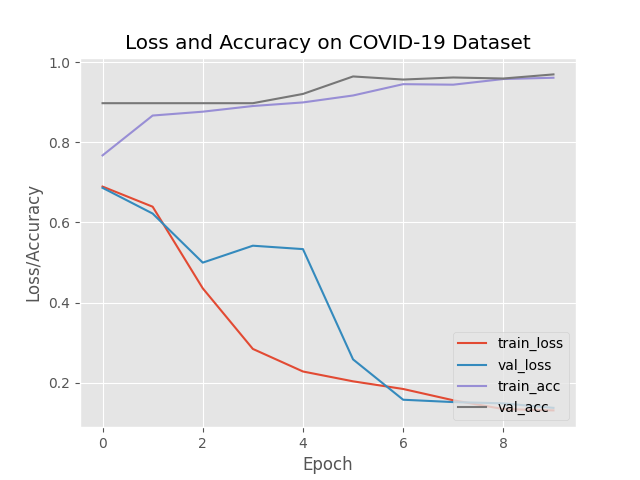 Loss and Accuracy on COVID-19 Dataset
1.0
0.8
0.6
0.4
0.2
Loss/Accuracy
train_loss
val_loss
train_acc
val_acc
0 2 4 6 8
Epoch